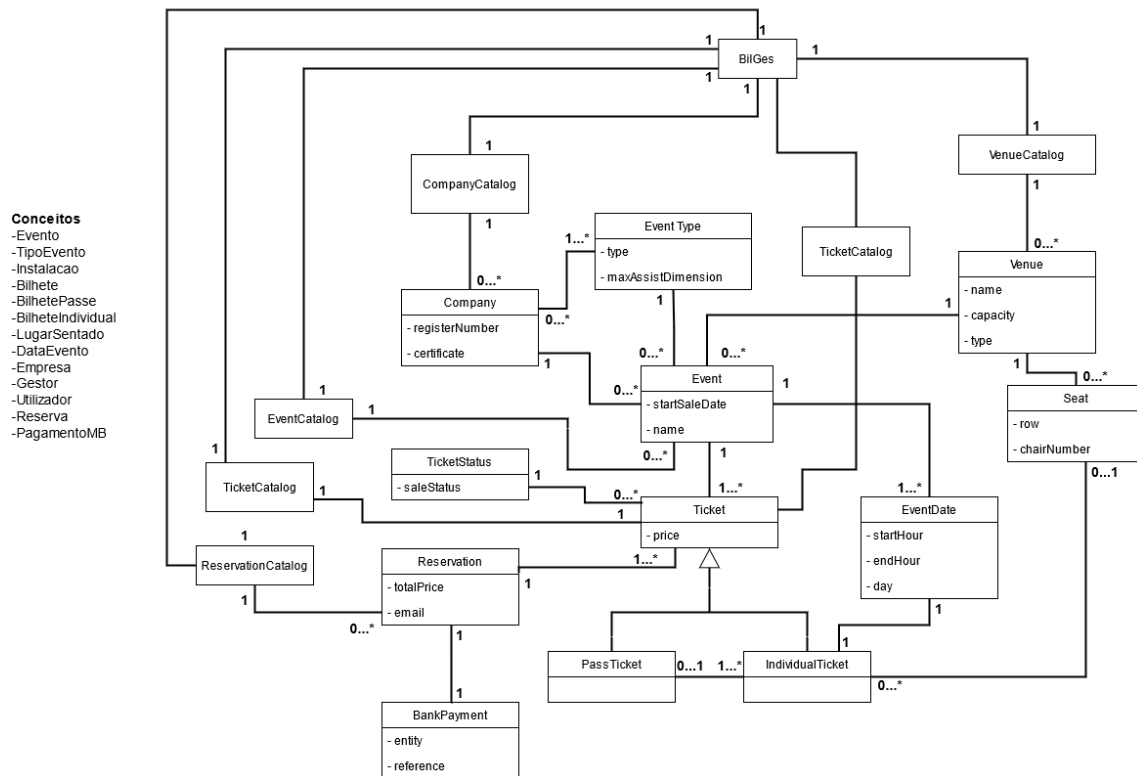 1
1
BilGes
1
1
1
1
1
1
VenueCatalog
CompanyCatalog
1
1
Conceitos
-Evento
-TipoEvento
-Instalacao
-Bilhete
-BilhetePasse
-BilheteIndividual
-LugarSentado
-DataEvento
-Empresa
-Gestor
-Utilizador
-Reserva
-PagamentoMB
Event Type
- type
- maxAssistDimension
1...*
0...*
1
TicketCatalog
0...*
Venue
- name
- capacity
- type
1
1
0...*
0...*
Company
- registerNumber
- certificate
1
0...*
0...*
0...*
Event
- startSaleDate
- name
1
1
0...*
Seat
- row
- chairNumber
0...1
1
EventCatalog
1
0...*
TicketStatus
- saleStatus
1
0...*
1...*
1
TicketCatalog
1
1
Ticket
- price
1...*
EventDate
- startHour
- endHour
- day
1
1
ReservationCatalog
1
0...*
Reservation
- totalPrice
- email
1
1...*
1
PassTicket
0...1
1...*
IndividualTicket
1
0...*
1
BankPayment
- entity
- reference